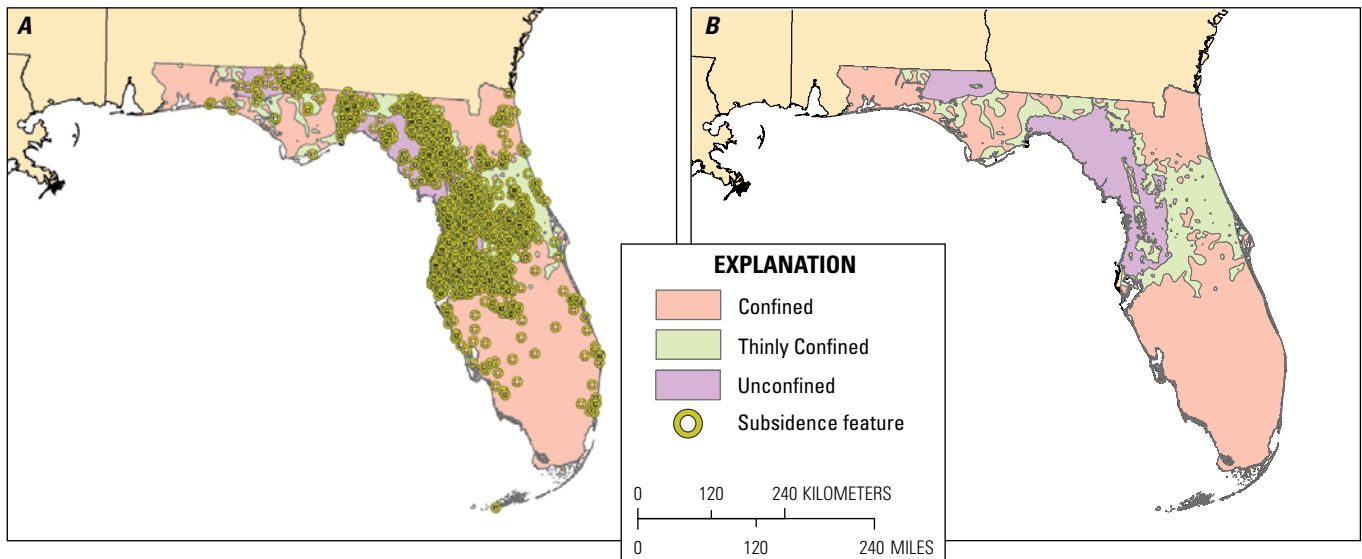 A
B
EXPLANATION
Confined
Thinly Confined
Unconfined
Subsidence feature
0 120 240 KILOMETERS
0 120 240 MILES